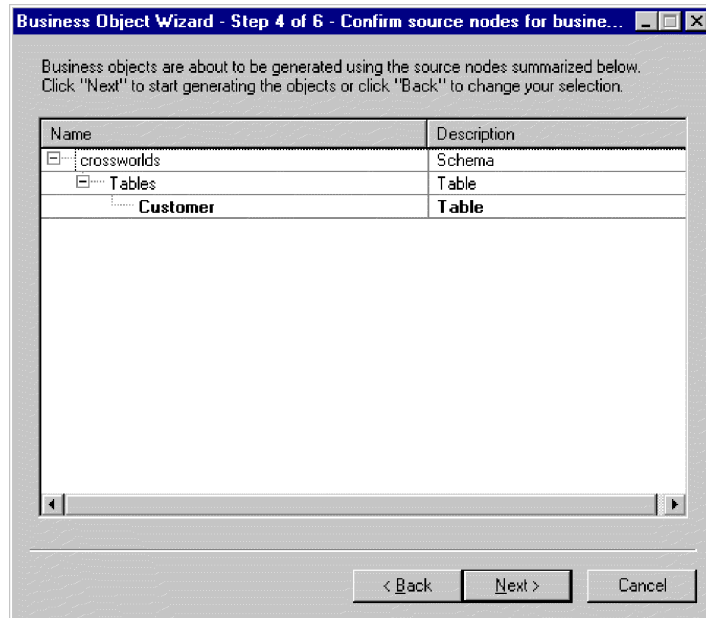 Business Object Wizard - Step 4 of 6 - Confirm source nodes for busine...
Business objects are about to be generated using the source nodes summarized below.
Click "Next" to start generating the objects or click "Back" to change your selection.
Name Description
crossworlds Schema
Tables Table
Customer Table
< Back Next > Cancel